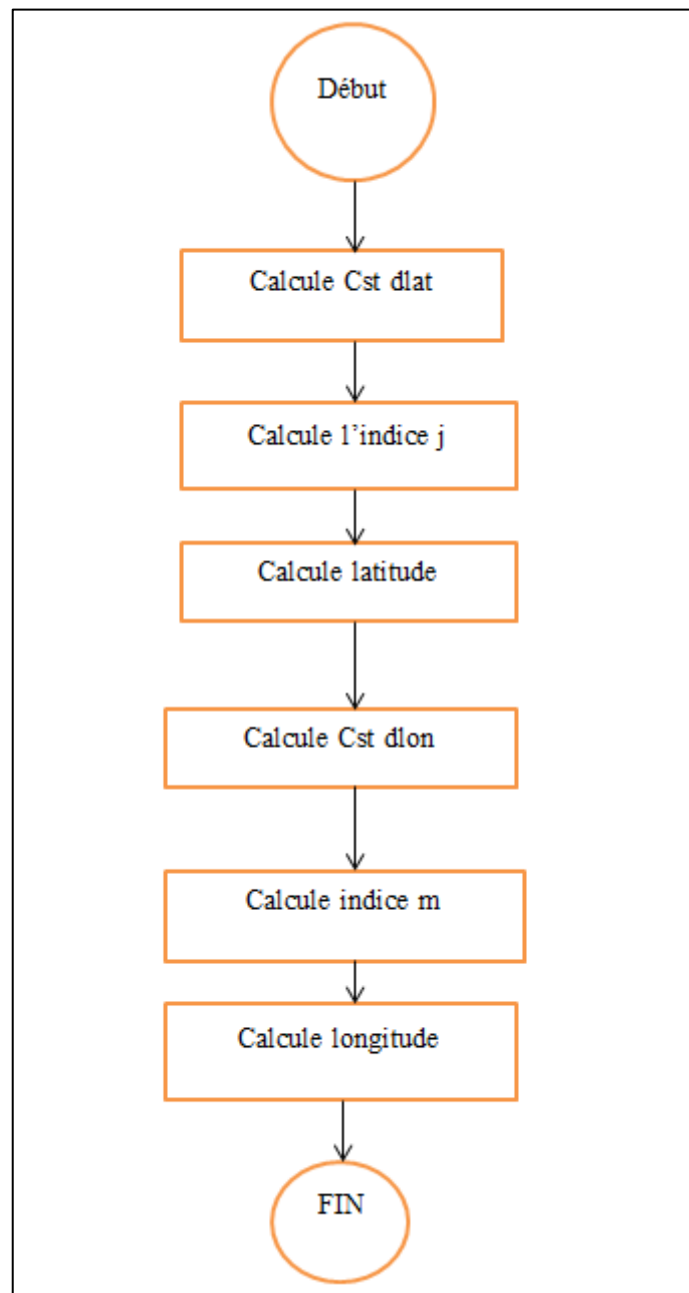 Début
Calcule Cst dlat
Calcule l’indice j
Calcule latitude
Calcule Cst dlon
Calcule indice m
Calcule longitude
FIN